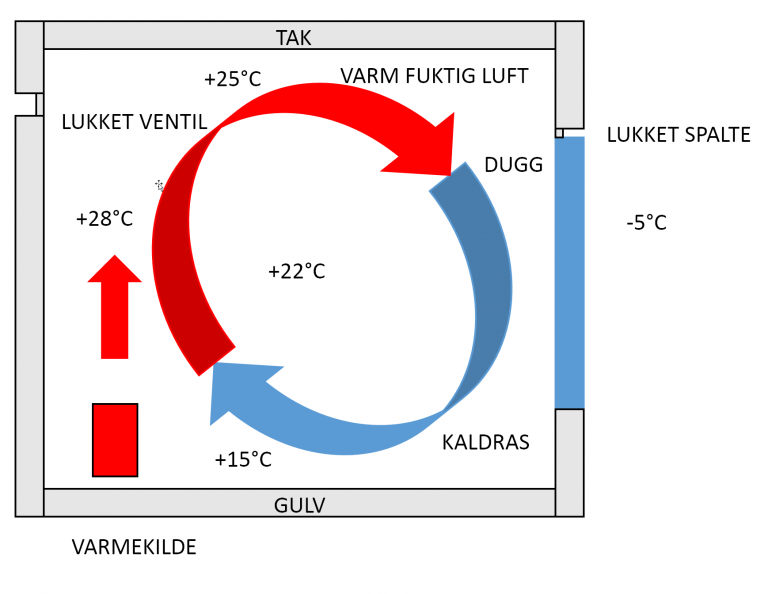 TAK
+25°C
VARM FUKTIG LUFT
LUKKET VENTIL
LUKKET SPALTE
DUGG
+28°C
-5°C
+22°C
KALDRAS
+15°C
GULV
VARMEKILDE